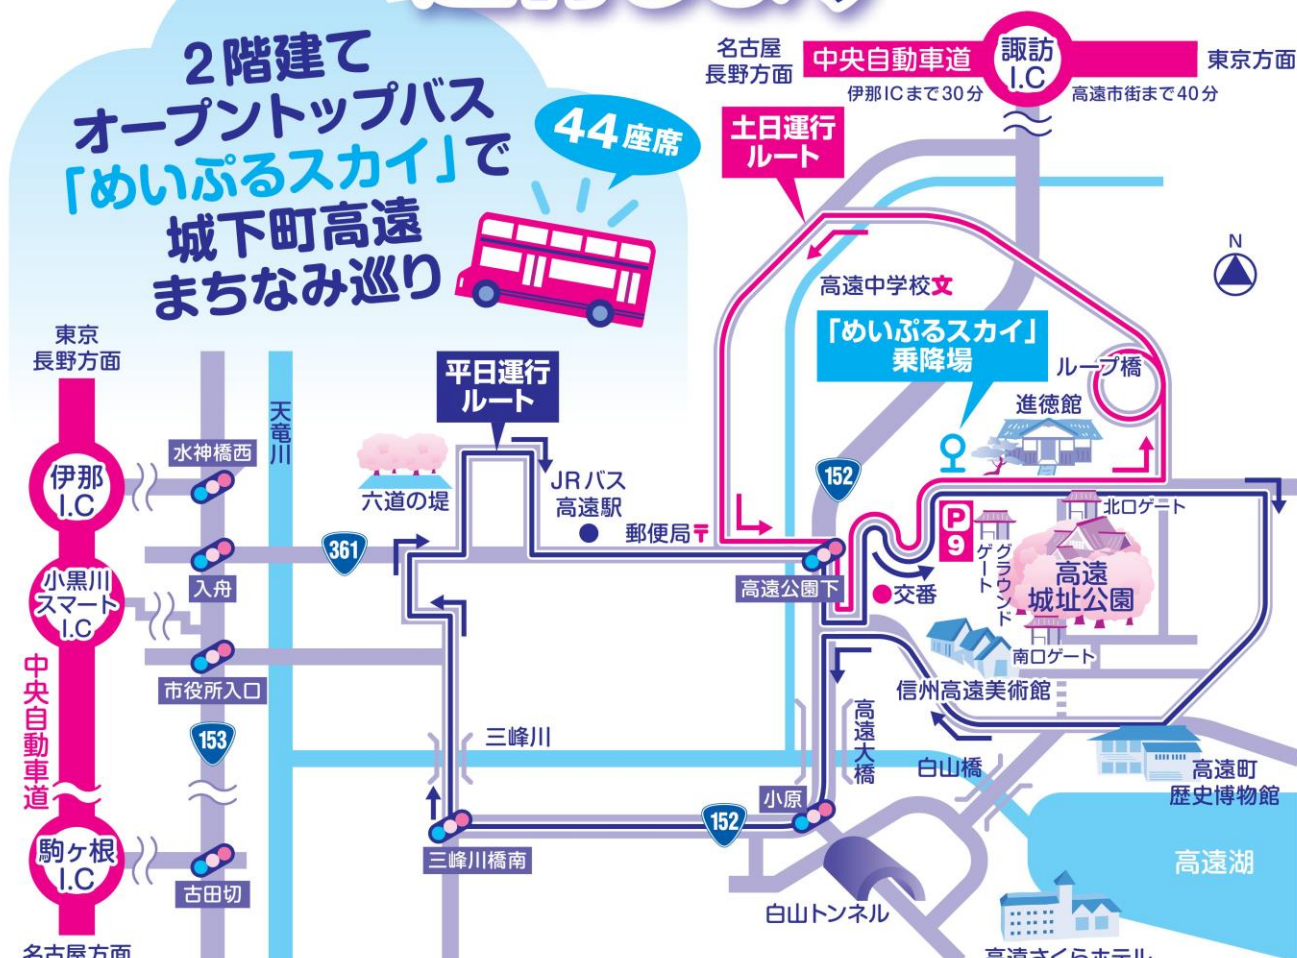 2階建て
オープントップバス
「めいぷるスカイ」で
城下町高遠
まちなみ巡り
44座席
名古屋
長野方面
中央自動車道
諏訪
I.C
東京方面
伊那ICまで30分
高遠市街まで40分
土日運行
ルート
N
高遠中学校文
「めいぷるスカイ」
乗降場
ループ橋
進徳館
東京
長野方面
平日運行
ルート
天竜川
水神橋西
伊那
I.C
六道の堤
JRバス
高遠駅
郵便局〒
152
P
9
北口ゲート
グラウンド
ゲート
361
入舟
高遠公園下
交番
高遠
城址公園
小黒川
スマート
I.C
南口ゲート
市役所入口
信州高遠美術館
中央自動車道
153
三峰川
高遠大橋
白山橋
高遠町
歴史博物館
小原
152
駒ヶ根
I.C
三峰川橋南
古田切
高遠湖
白山トンネル
名古屋方面
高遠さくらホテル